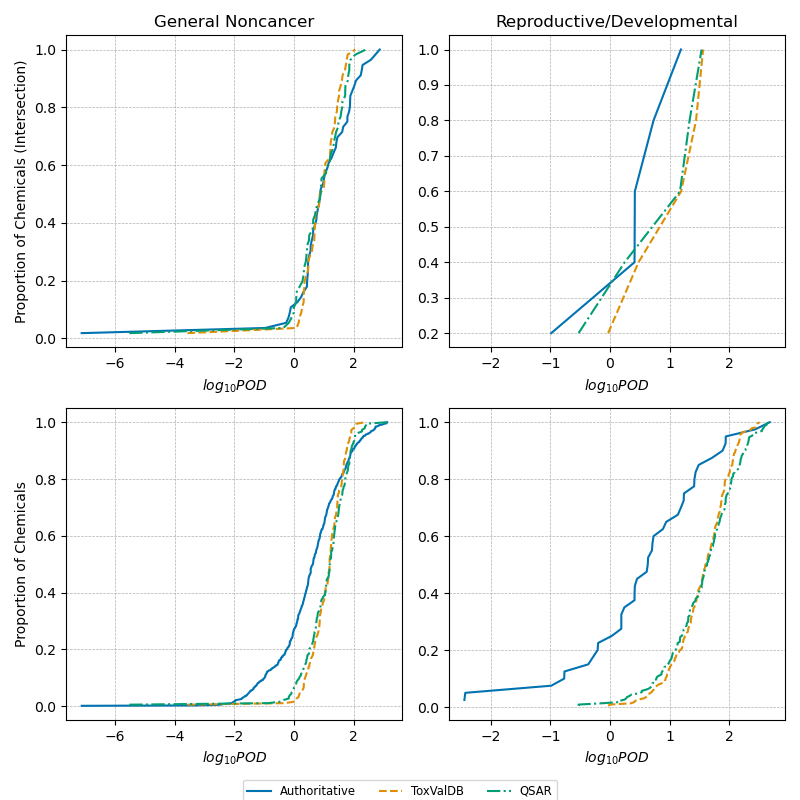 General Noncancer
Reproductive/Developmental
Proportion of Chemicals (Intersection)
1.0
0.8
0.6
0.4
0.2
0.0
−6 −4 −2 0 2
log10POD
1.0
0.9
0.8
0.7
0.6
0.5
0.4
0.3
0.2
−2 −1 0 1 2
log10POD
Proportion of Chemicals
1.0
0.8
0.6
0.4
0.2
0.0
−6 −4 −2 0 2
log10POD
1.0
0.8
0.6
0.4
0.2
0.0
−2 −1 0 1 2
log10POD
Authoritative ToxValDB QSAR